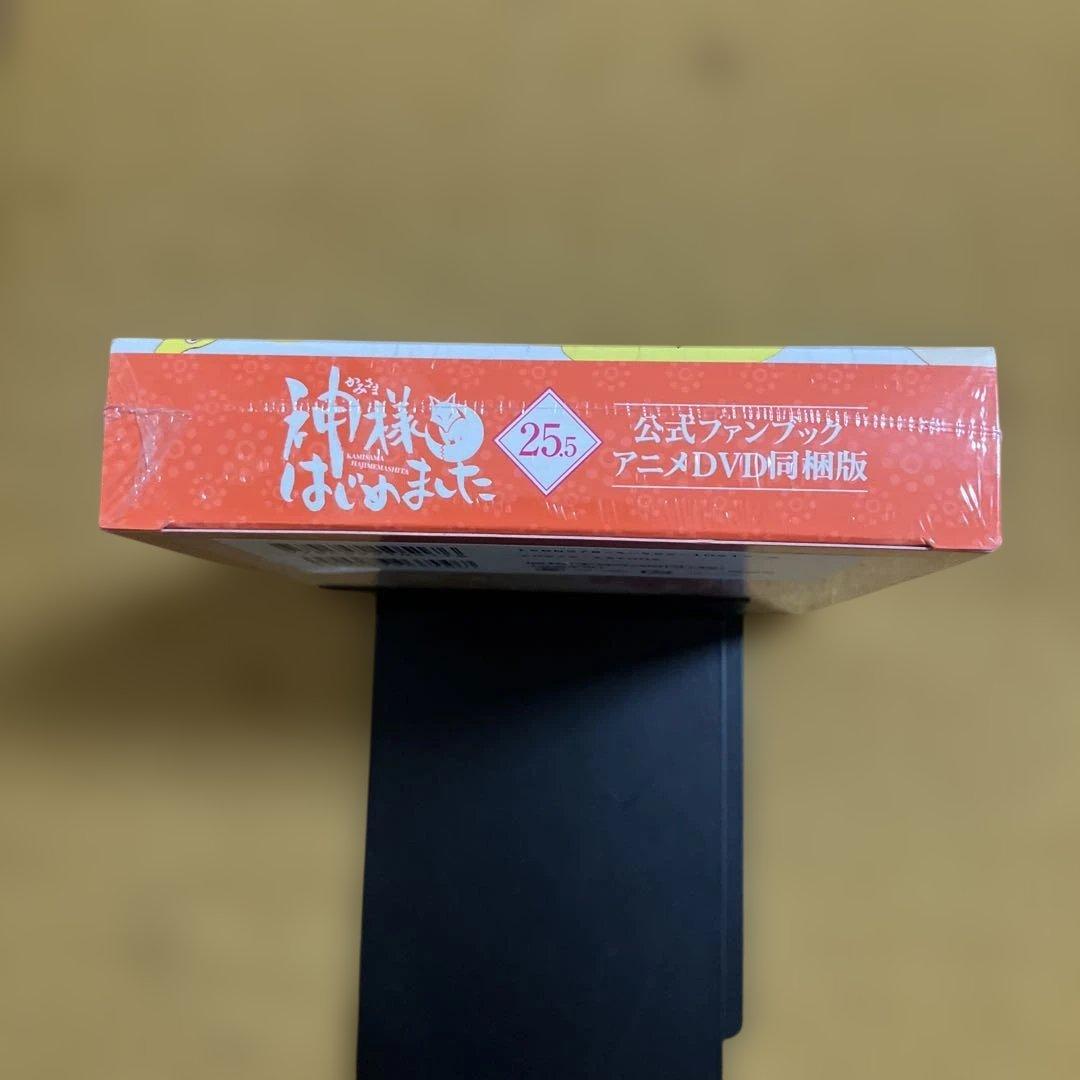 かみさま
神様
KAMISAMA
HAJIMEMASHITA
はじめました
25.5
公式ファンブック
アニメDVD同梱版